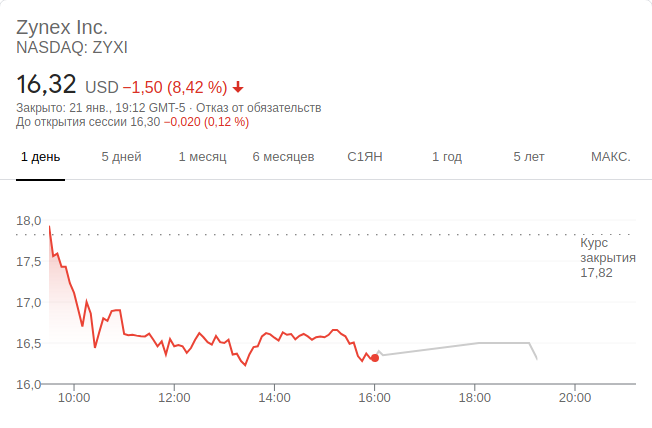 Zynex Inc.
NASDAQ: ZYXI
16,32 USD −1,50 (8,42 %)
Закрыто: 21 янв., 19:12 GMT-5 · Отказ от обязательств
До открытия сессии 16,30 −0,020 (0,12 %)
1 день 5 дней 1 месяц 6 месяцев С1ЯН 1 год 5 лет МАКС.
18,0
Курс
закрытия
17,82
17,5
17,0
16,5
16,0
10:00 12:00 14:00 16:00 18:00 20:00